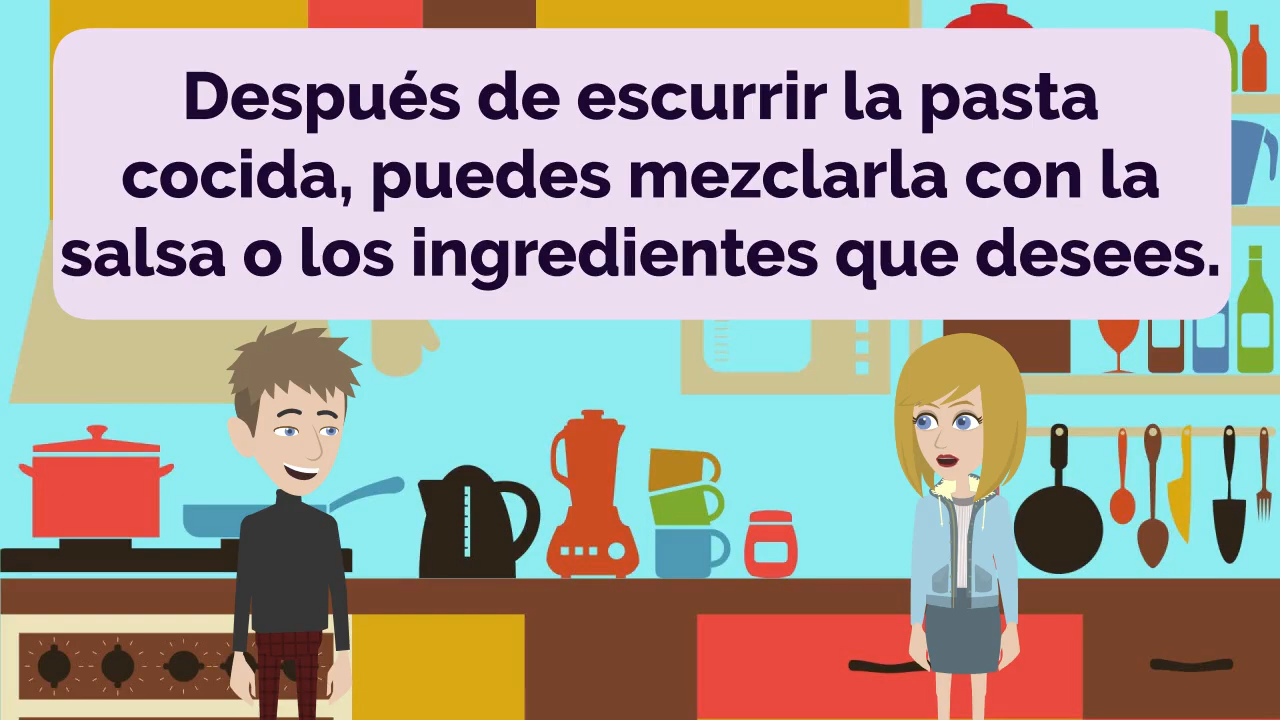 Después de escurrir la pasta
cocida, puedes mezclarla con la
salsa o los ingredientes que desees.